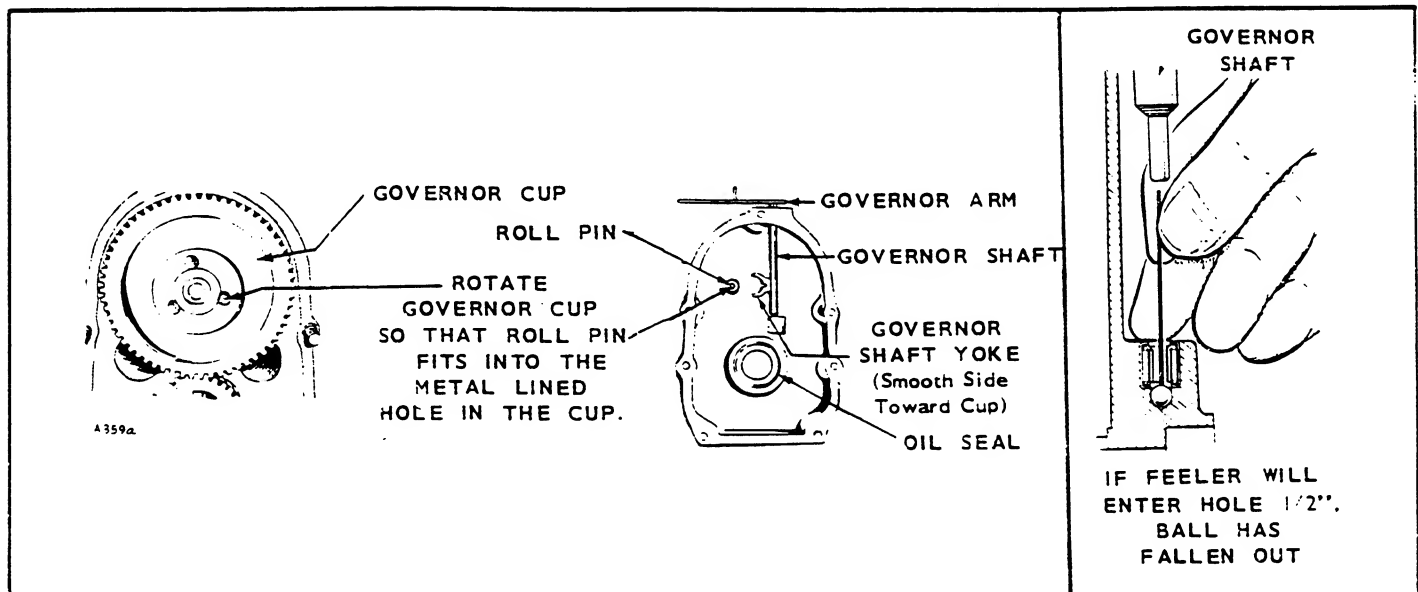 GOVERNOR CUP
ROLL PIN
ROTATE
GOVERNOR CUP
SO THAT ROLL PIN
FITS INTO THE
METAL LINED
HOLE IN THE CUP.
A359a
GOVERNOR ARM
GOVERNOR SHAFT
GOVERNOR
SHAFT YOKE
(Smooth Side
Toward Cup)
OIL SEAL
GOVERNOR
SHAFT
IF FEELER WILL
ENTER HOLE 1/2".
BALL HAS
FALLEN OUT